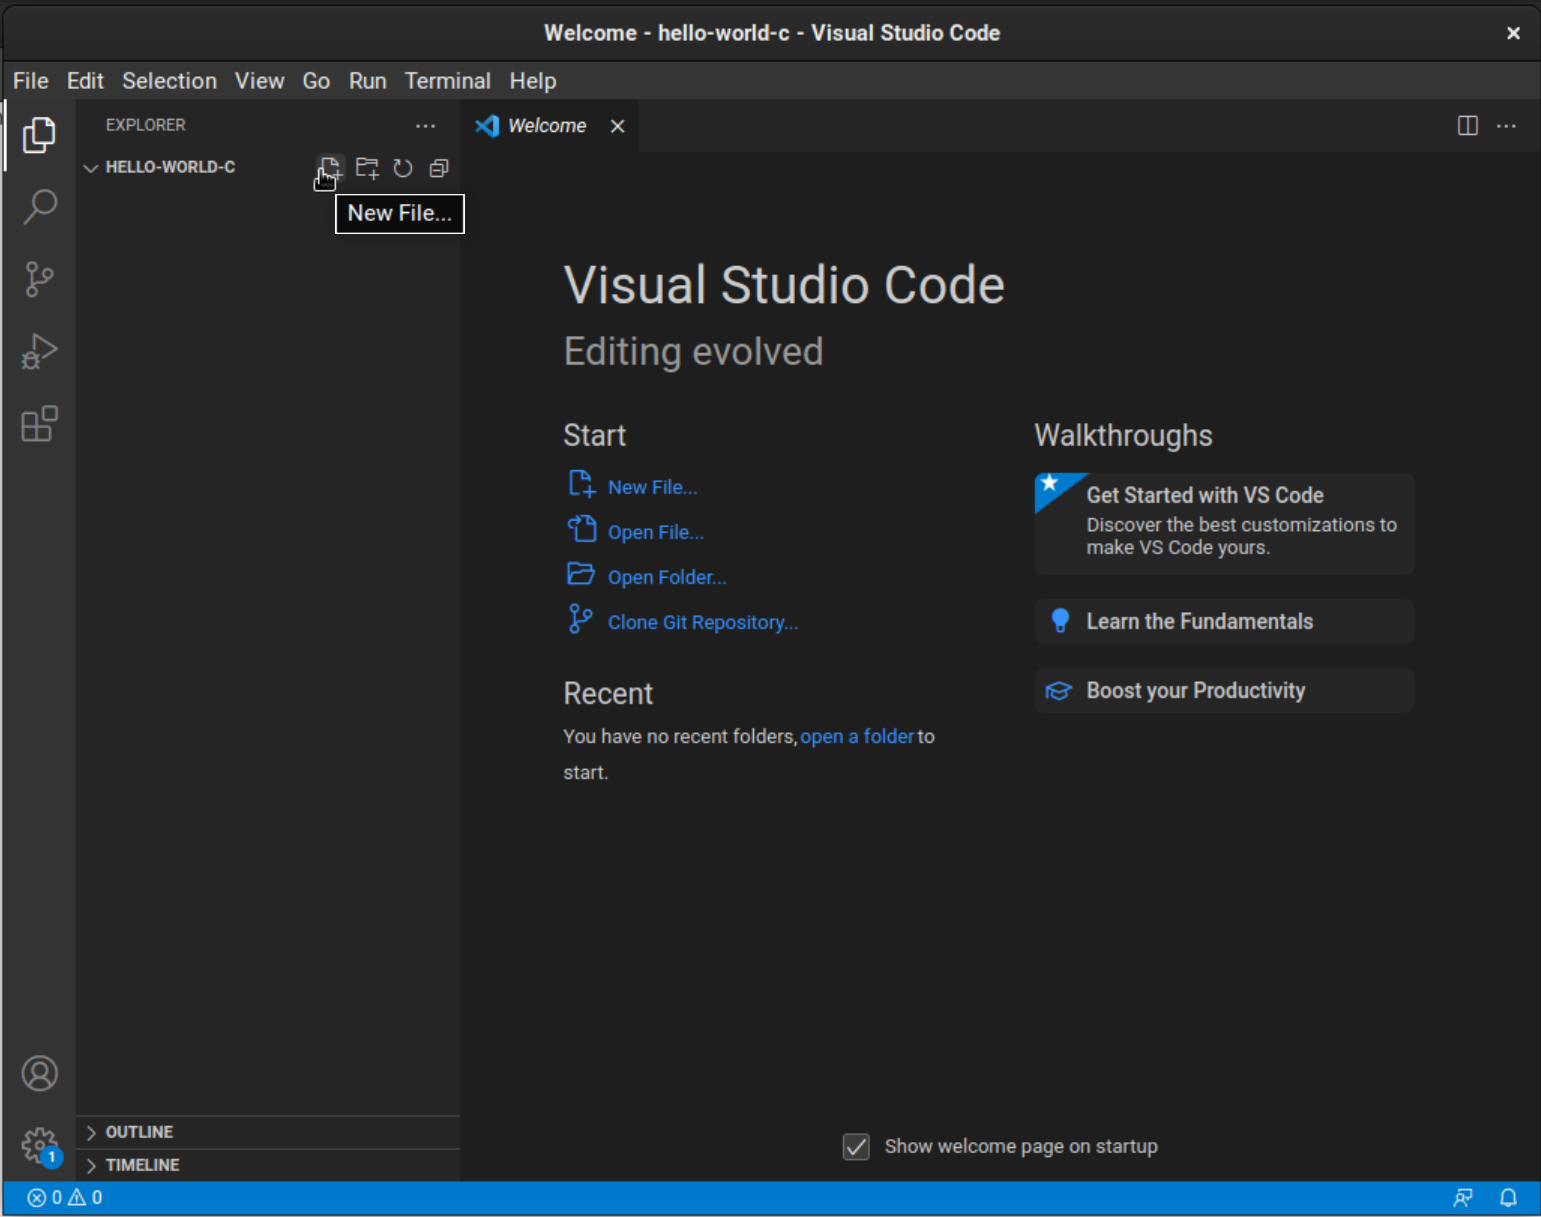 Welcome - hello-world-c - Visual Studio Code
File Edit Selection View Go Run Terminal Help
EXPLORER
Welcome
HELLO-WORLD-C
New File...
Visual Studio Code
Editing evolved
Start
New File...
Open File...
Open Folder...
Clone Git Repository...
Recent
You have no recent folders, open a folder to
start.
Walkthroughs
Get Started with VS Code
Discover the best customizations to
make VS Code yours.
Learn the Fundamentals
Boost your Productivity
OUTLINE
1
TIMELINE
Show welcome page on startup
0 0